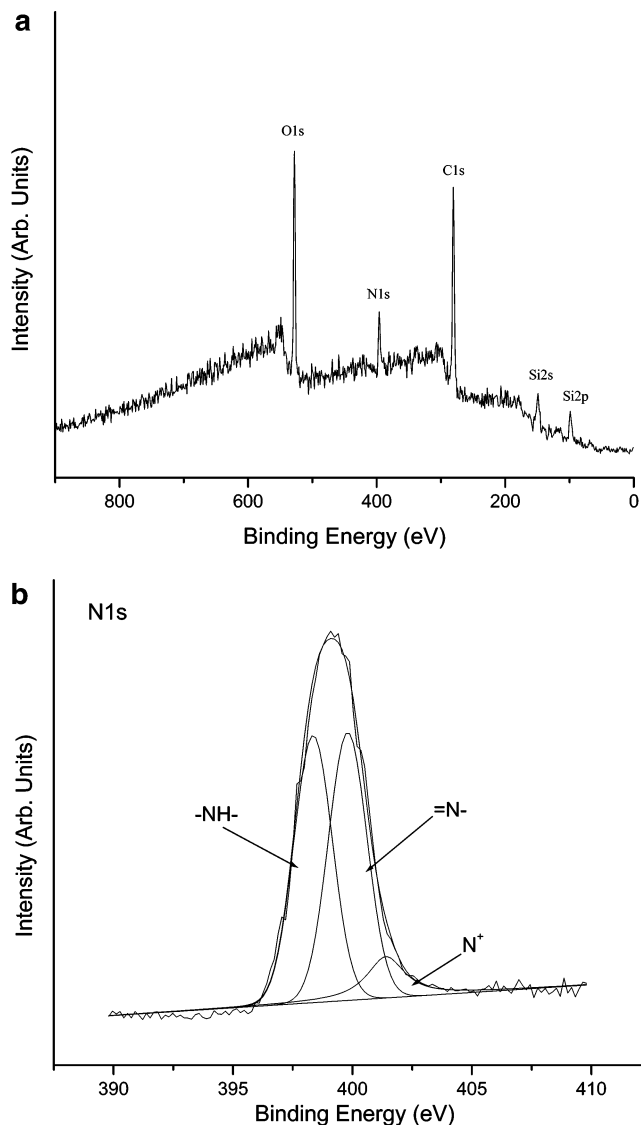 a
O1s
C1s
N1s
Si2s
Si2p
Intensity (Arb. Units)
800 600 400 200 0
Binding Energy (eV)
b
N1s
-NH-
=N-
N⁺
Intensity (Arb. Units)
390 395 400 405 410
Binding Energy (eV)